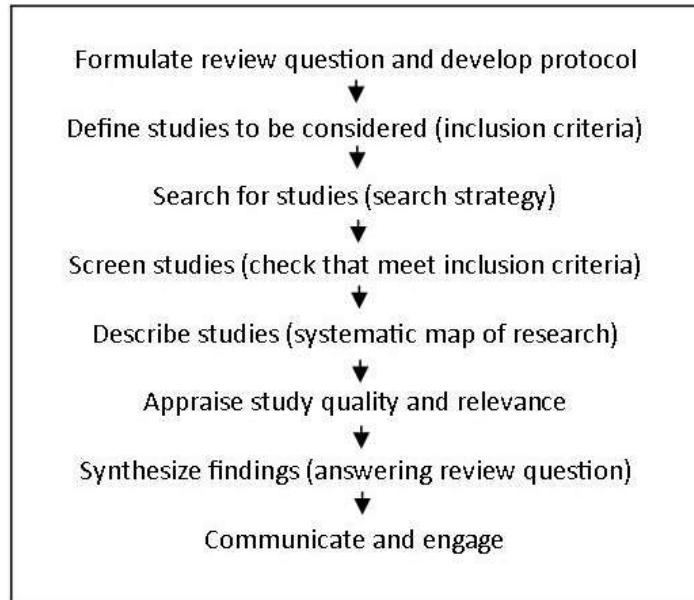 Formulate review question and develop protocol
Define studies to be considered (inclusion criteria)
Search for studies (search strategy)
Screen studies (check that meet inclusion criteria)
Describe studies (systematic map of research)
Appraise study quality and relevance
Synthesize findings (answering review question)
Communicate and engage